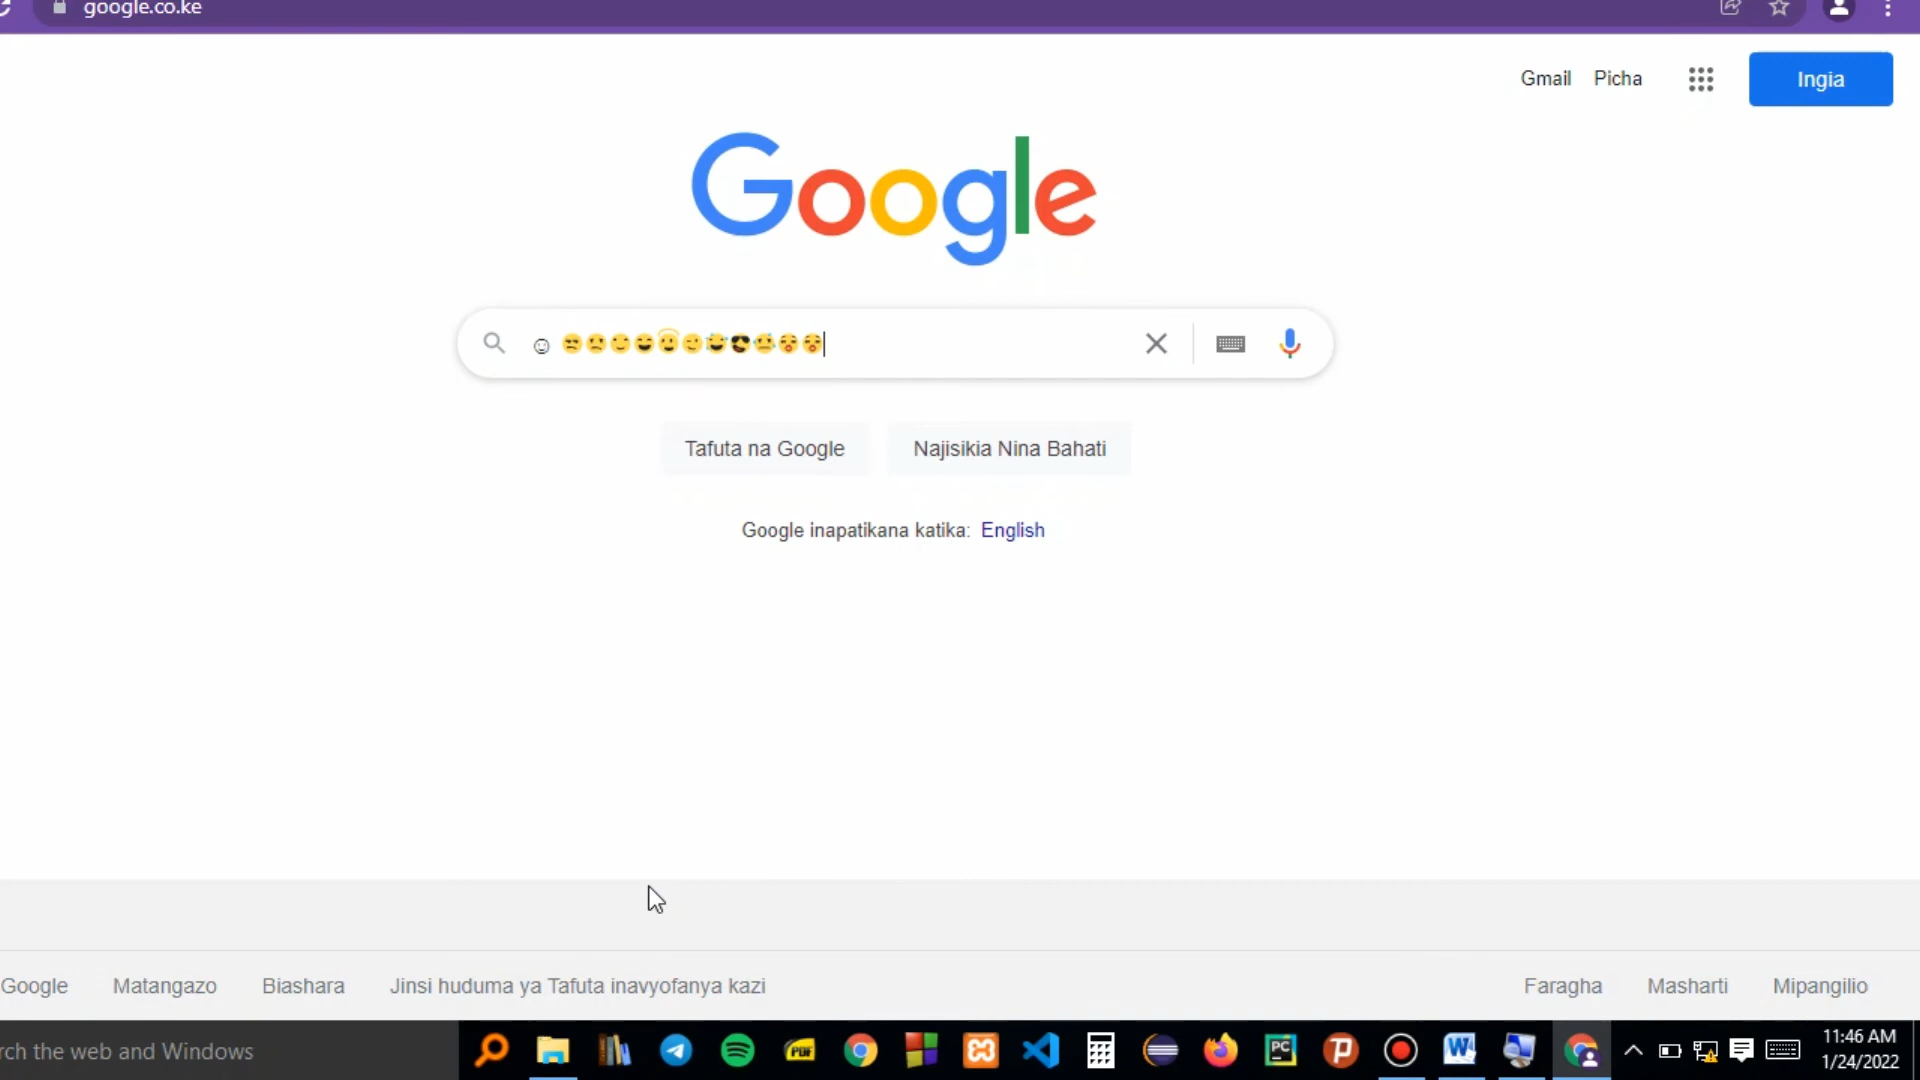 google.co.ke
Gmail Picha Ingia
Google
☺ 😒😟😏😄😇😉😅😎😓😲😲
Tafuta na Google Najisikia Nina Bahati
Google inapatikana katika: English
Google Matangazo Biashara Jinsi huduma ya Tafuta inavyofanya kazi Faragha Masharti Mipangilio
the web and Windows
PDF
PC
P
W
11:46 AM
1/24/2022